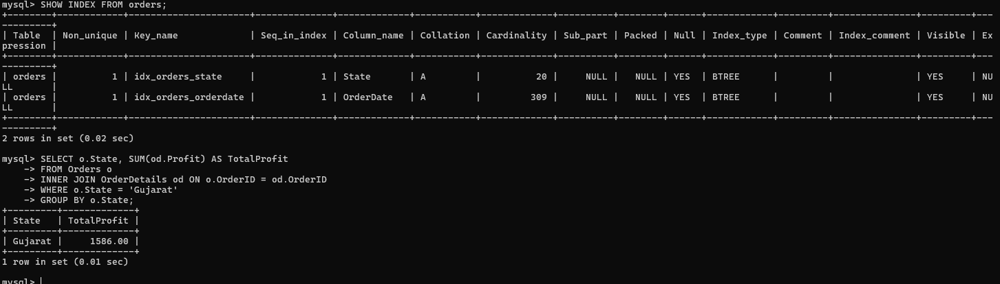 mysql> SHOW INDEX FROM orders;
+--------+------------+----------------------+--------------+-------------+-----------+-------------+----------+--------+------+------------+---------+---------------+---------+---
---------+
| Table  | Non_unique | Key_name             | Seq_in_index | Column_name | Collation | Cardinality | Sub_part | Packed | Null | Index_type | Comment | Index_comment | Visible | Ex
pression |
+--------+------------+----------------------+--------------+-------------+-----------+-------------+----------+--------+------+------------+---------+---------------+---------+---
---------+
| orders |          1 | idx_orders_state     |            1 | State       | A         |          20 |     NULL |   NULL | YES  | BTREE      |         |               | YES     | NU
LL       |
| orders |          1 | idx_orders_orderdate |            1 | OrderDate   | A         |         309 |     NULL |   NULL | YES  | BTREE      |         |               | YES     | NU
LL       |
+--------+------------+----------------------+--------------+-------------+-----------+-------------+----------+--------+------+------------+---------+---------------+---------+---
---------+
2 rows in set (0.02 sec)
mysql> SELECT o.State, SUM(od.Profit) AS TotalProfit
    -> FROM Orders o
    -> INNER JOIN OrderDetails od ON o.OrderID = od.OrderID
    -> WHERE o.State = 'Gujarat'
    -> GROUP BY o.State;
+---------+-------------+
| State   | TotalProfit |
+---------+-------------+
| Gujarat |     1586.00 |
+---------+-------------+
1 row in set (0.01 sec)
mysql>